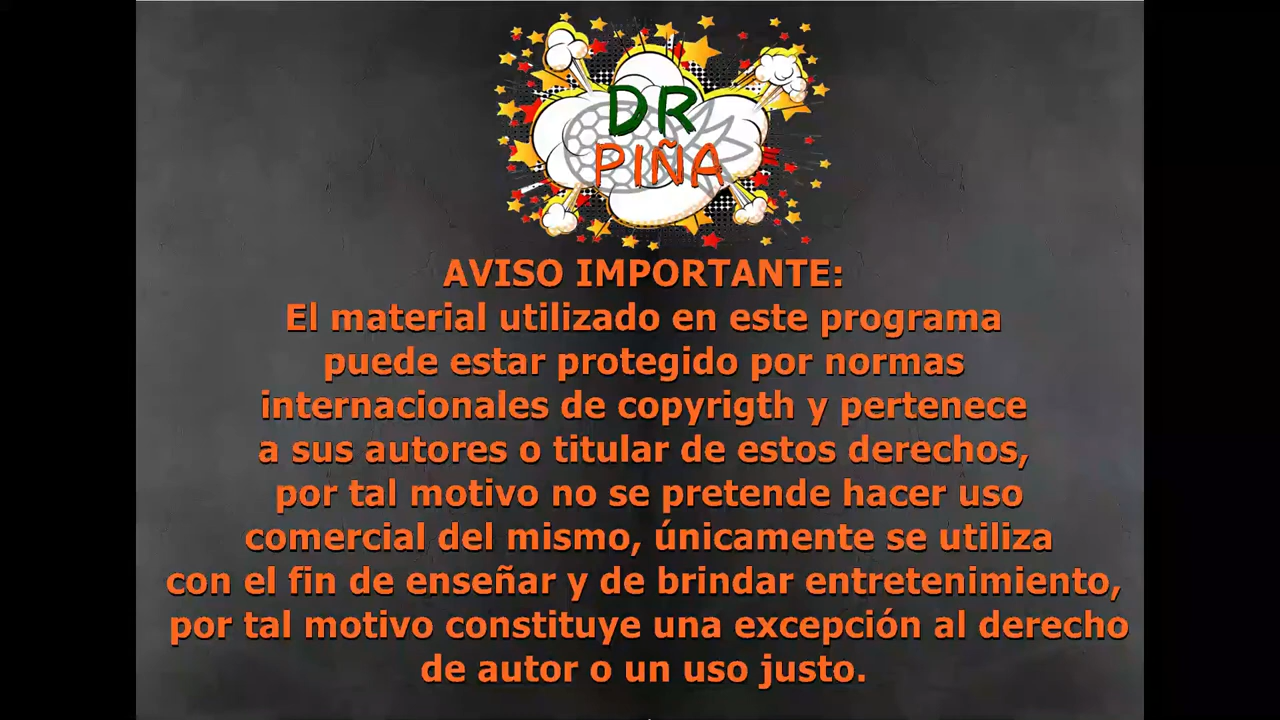 DR
PIÑA
AVISO IMPORTANTE:
El material utilizado en este programa
puede estar protegido por normas
internacionales de copyrigth y pertenece
a sus autores o titular de estos derechos,
por tal motivo no se pretende hacer uso
comercial del mismo, únicamente se utiliza
con el fin de enseñar y de brindar entretenimiento,
por tal motivo constituye una excepción al derecho
de autor o un uso justo.